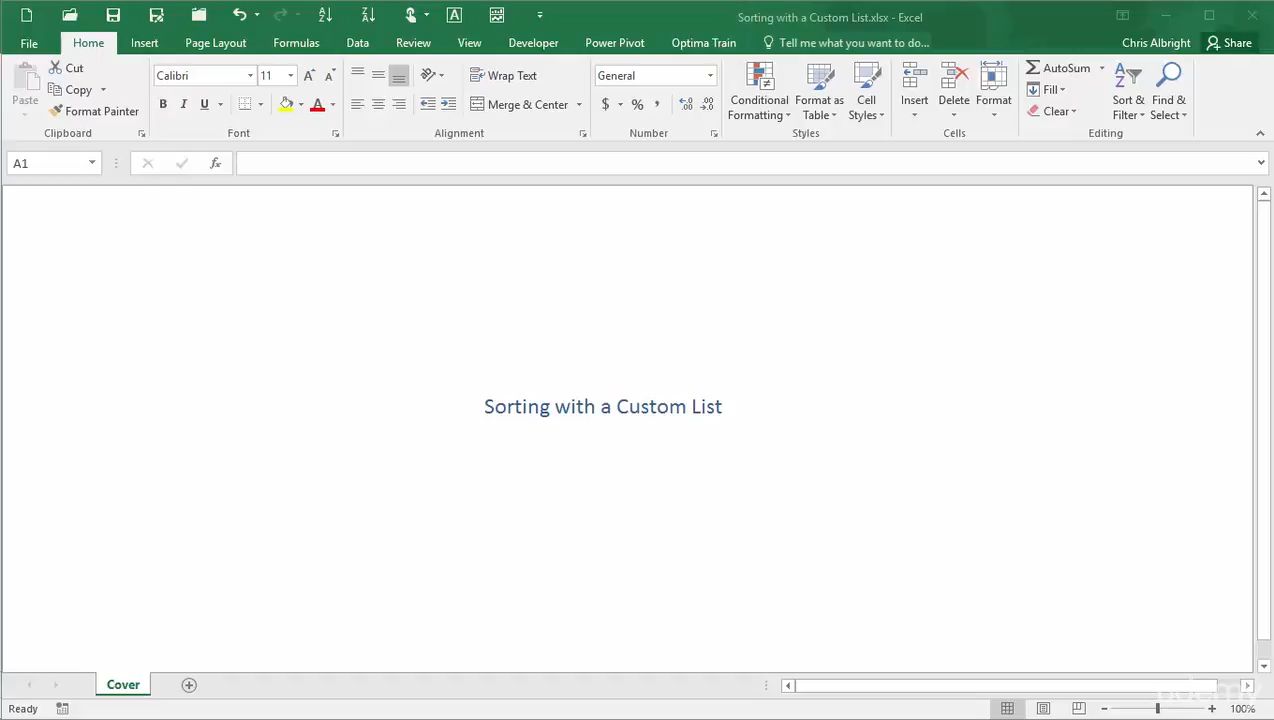 Sorting with a Custom List.xlsx - Excel
File Home Insert Page Layout Formulas Data Review View Developer Power Pivot Optima Train Tell me what you want to do... Chris Albright Share
Paste
Cut
Copy
Format Painter
Clipboard
Calibri 11
B I U
Font
Wrap Text
Merge & Center
Alignment
General
$ % ,
Number
Conditional Formatting
Format as Table
Cell Styles
Styles
Insert Delete Format
Cells
AutoSum
Fill
Clear
Sort & Filter
Find & Select
Editing
A1 fx
Sorting with a Custom List
Cover
Ready 100%
udemy